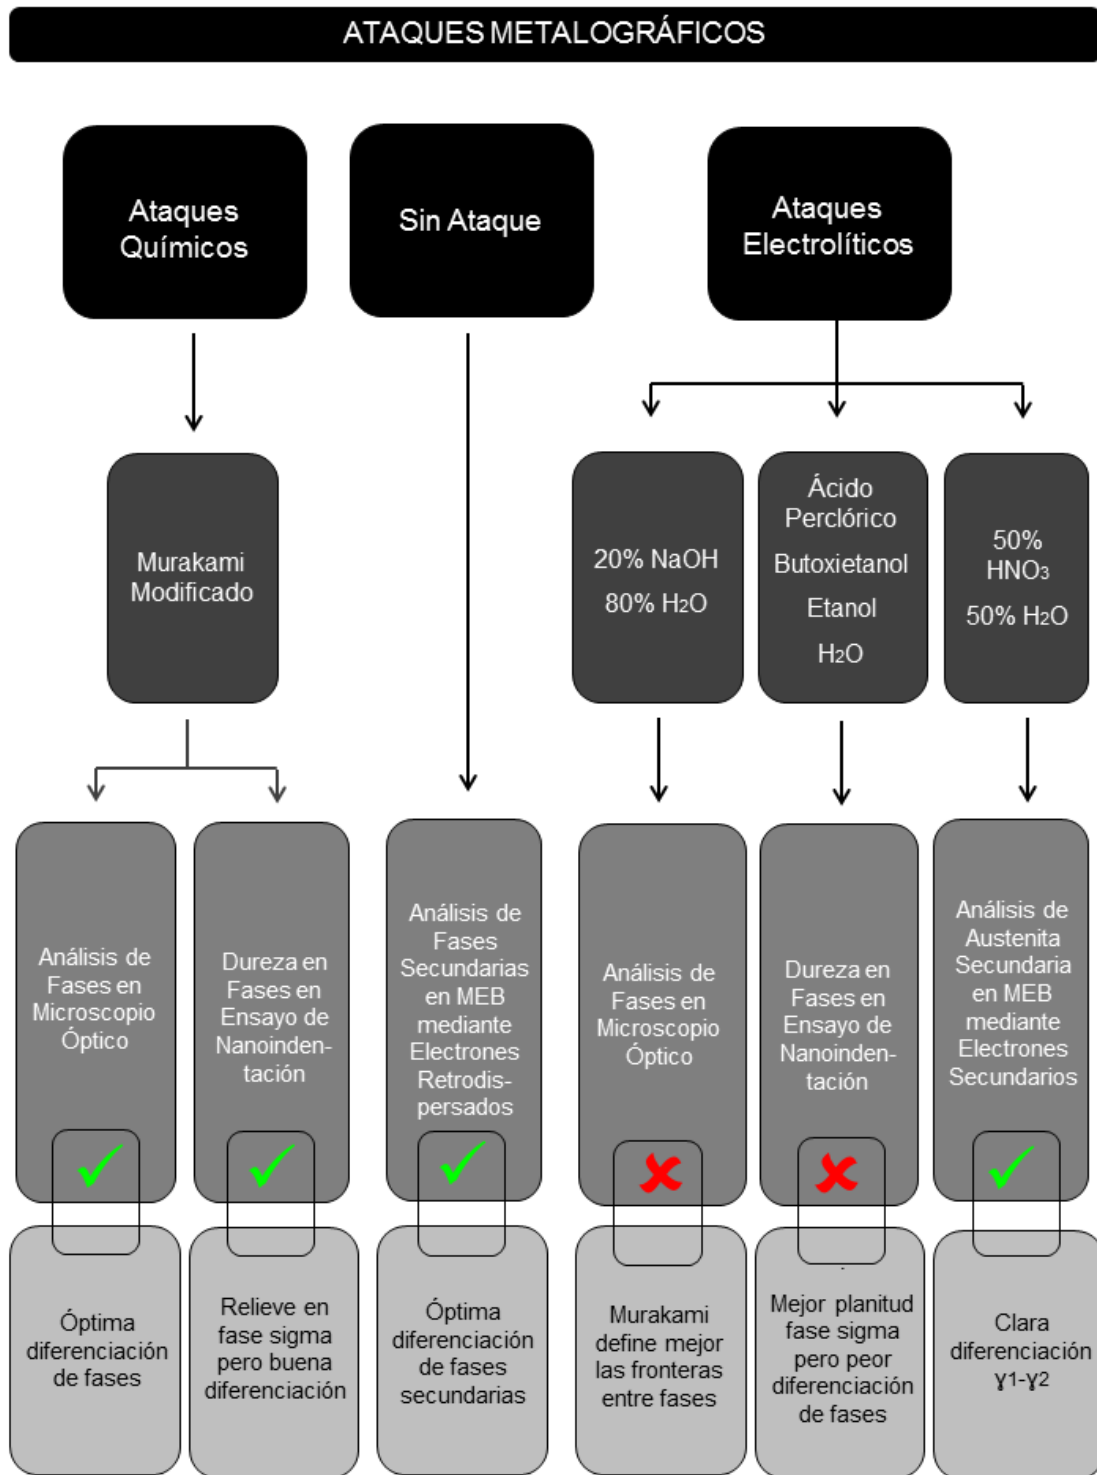 ATAQUES METALOGRÁFICOS
Ataques
Químicos
Sin Ataque
Ataques
Electrolíticos
Murakami
Modificado
20% NaOH
80% H₂O
Ácido
Perclórico
Butoxietanol
Etanol
H₂O
50%
HNO₃
50% H₂O
Análisis de
Fases en
Microscopio
Óptico
Dureza en
Fases en
Ensayo de
Nanoinden-
tación
Análisis de
Fases
Secundarias
en MEB
mediante
Electrones
Retrodis-
persados
Análisis de
Fases en
Microscopio
Óptico
Dureza en
Fases en
Ensayo de
Nanoinden-
tación
Análisis de
Austenita
Secundaria
en MEB
mediante
Electrones
Secundarios
Óptima
diferenciación
de fases
Relieve en
fase sigma
pero buena
diferenciación
Óptima
diferenciación
de fases
secundarias
Murakami
define mejor
las fronteras
entre fases
.
Mejor planitud
fase sigma
pero peor
diferenciación
de fases
Clara
diferenciación
ɣ1-ɣ2